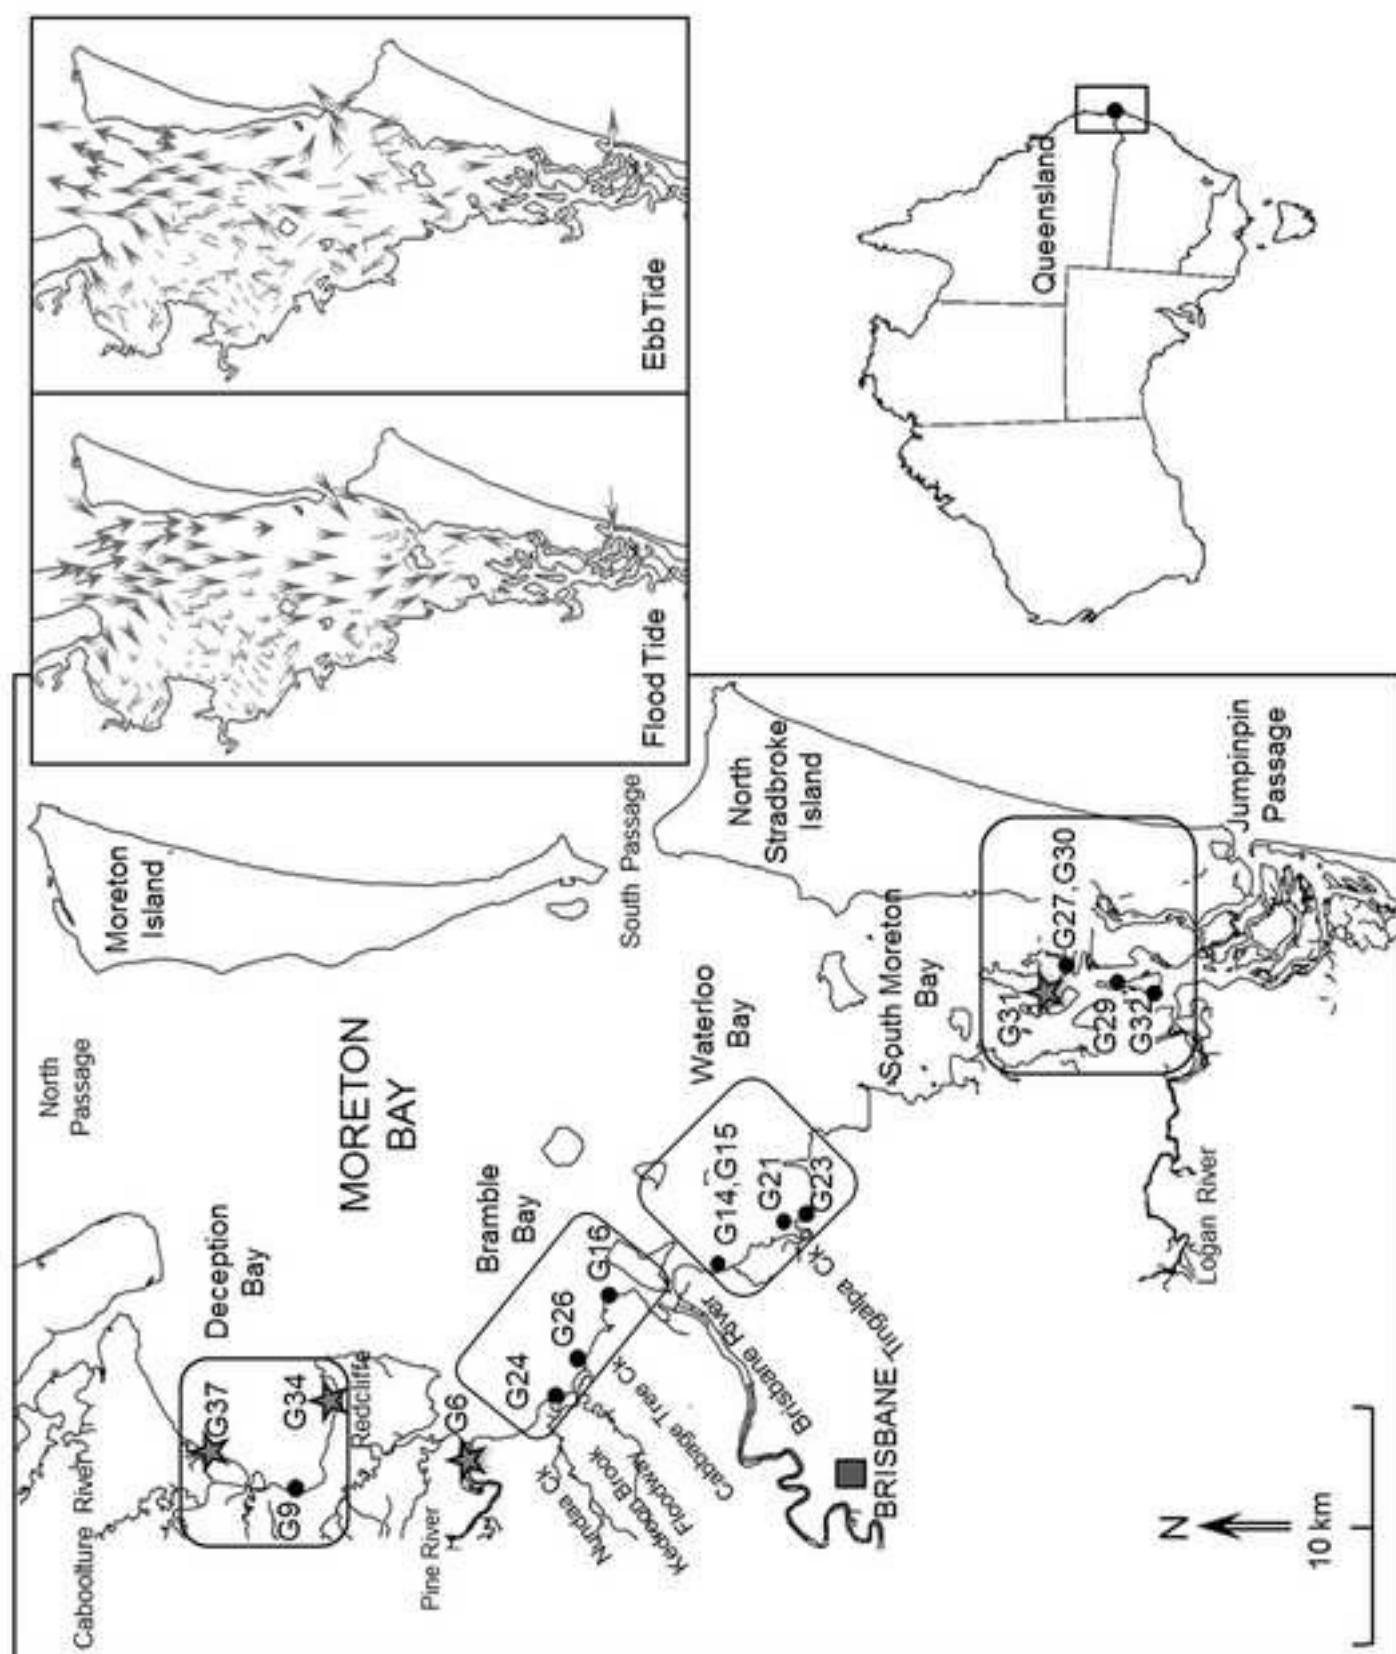 Flood Tide
EbbTide
Queensland
North
Passage
Moreton
Island
MORETON
BAY
South Passage
Caboolture River
Deception
Bay
G37
G9
G34
Redcliffe
Pine River
G6
Bramble
Bay
G24
G26
G16
Nundaa Ck
Kedron Brook
Floodway
Cabbage Tree Ck
Brisbane River
BRISBANE
Tingalpa Ck
Waterloo
Bay
G14,G15
G21
G23
North
Stradbroke
Island
South Moreton
Bay
G31
G27,G30
G29
G32
Jumpinpin
Passage
Logan River
N
10 km